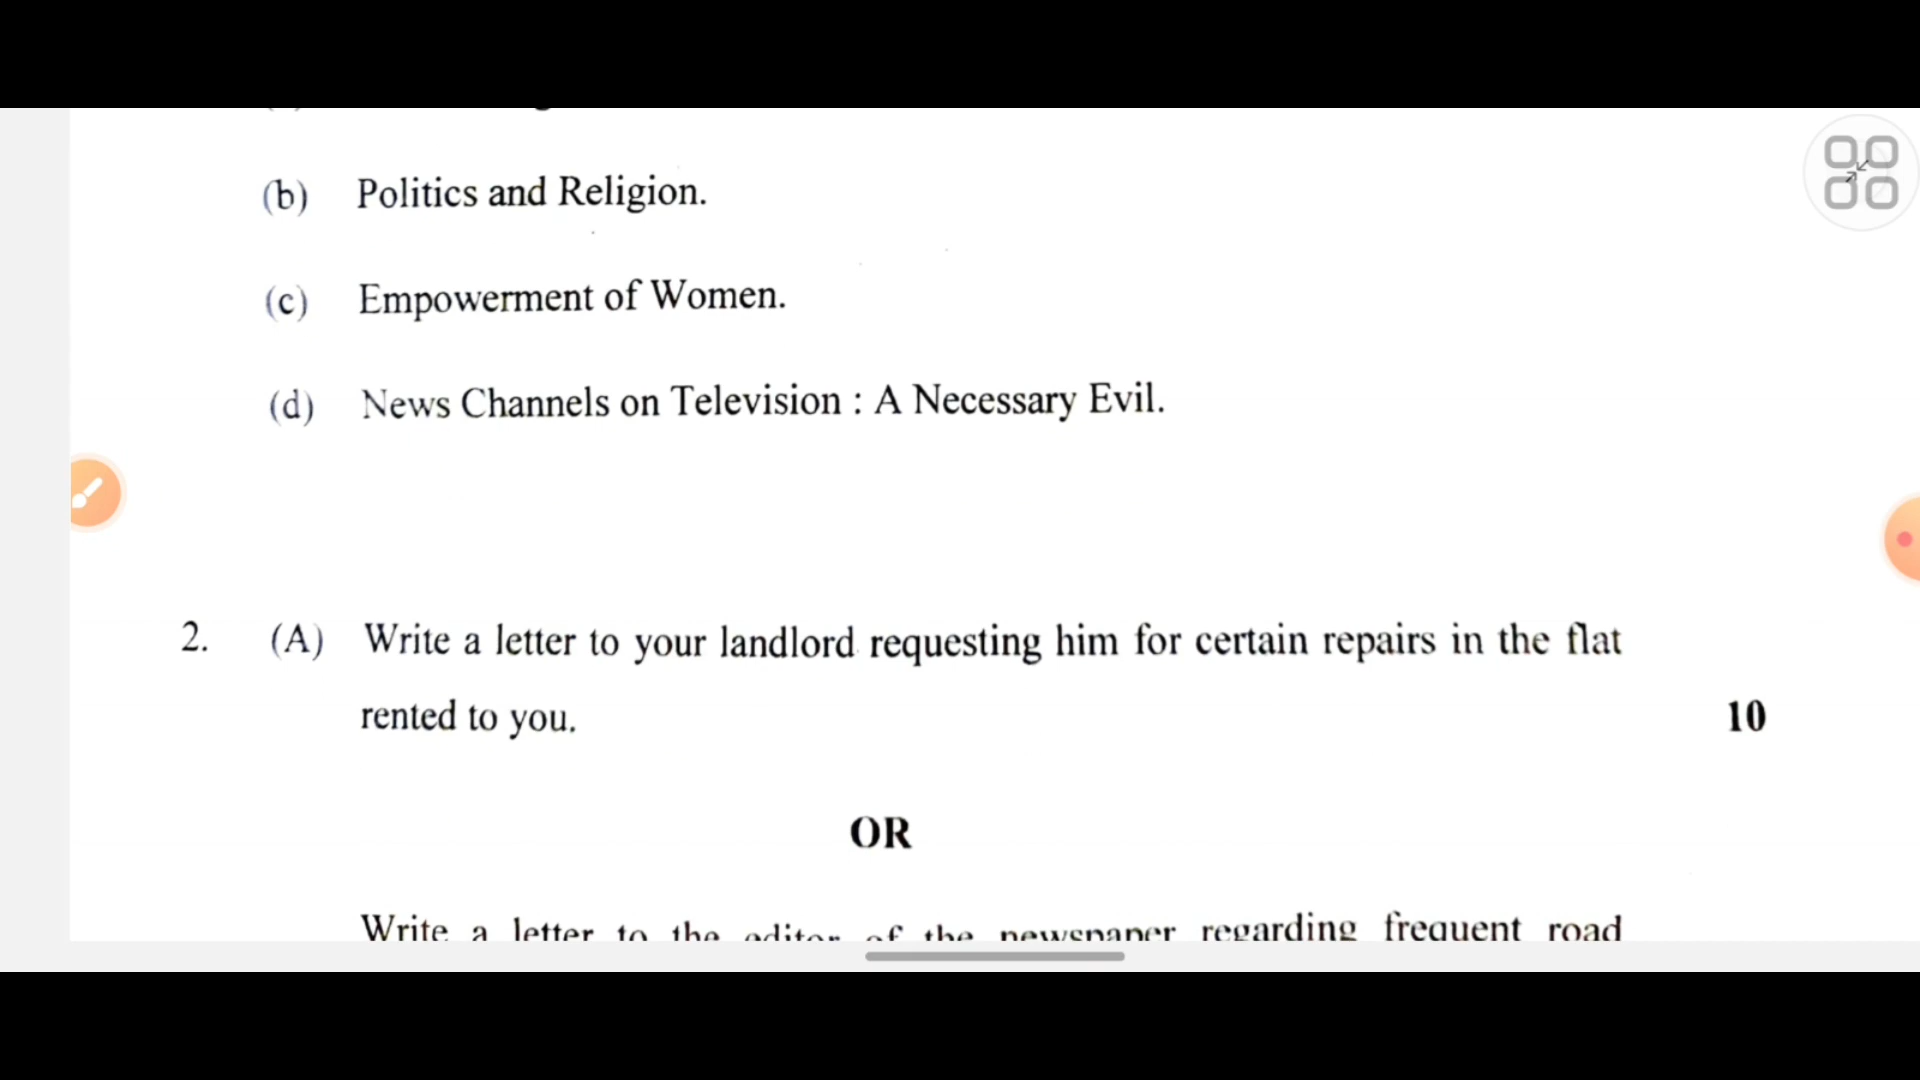 (b) Politics and Religion.
(c) Empowerment of Women.
(d) News Channels on Television : A Necessary Evil.
2. (A) Write a letter to your landlord requesting him for certain repairs in the flat
rented to you. 10
OR
Write a letter to the editor of the newspaper regarding frequent road